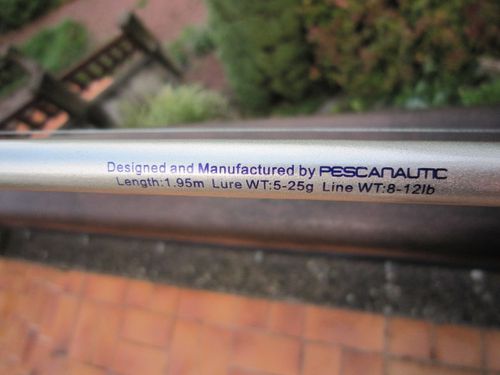 Designed and Manufactured by PESCANAUTIC
Length:1.95m Lure WT:5-25g Line WT:8-12lb